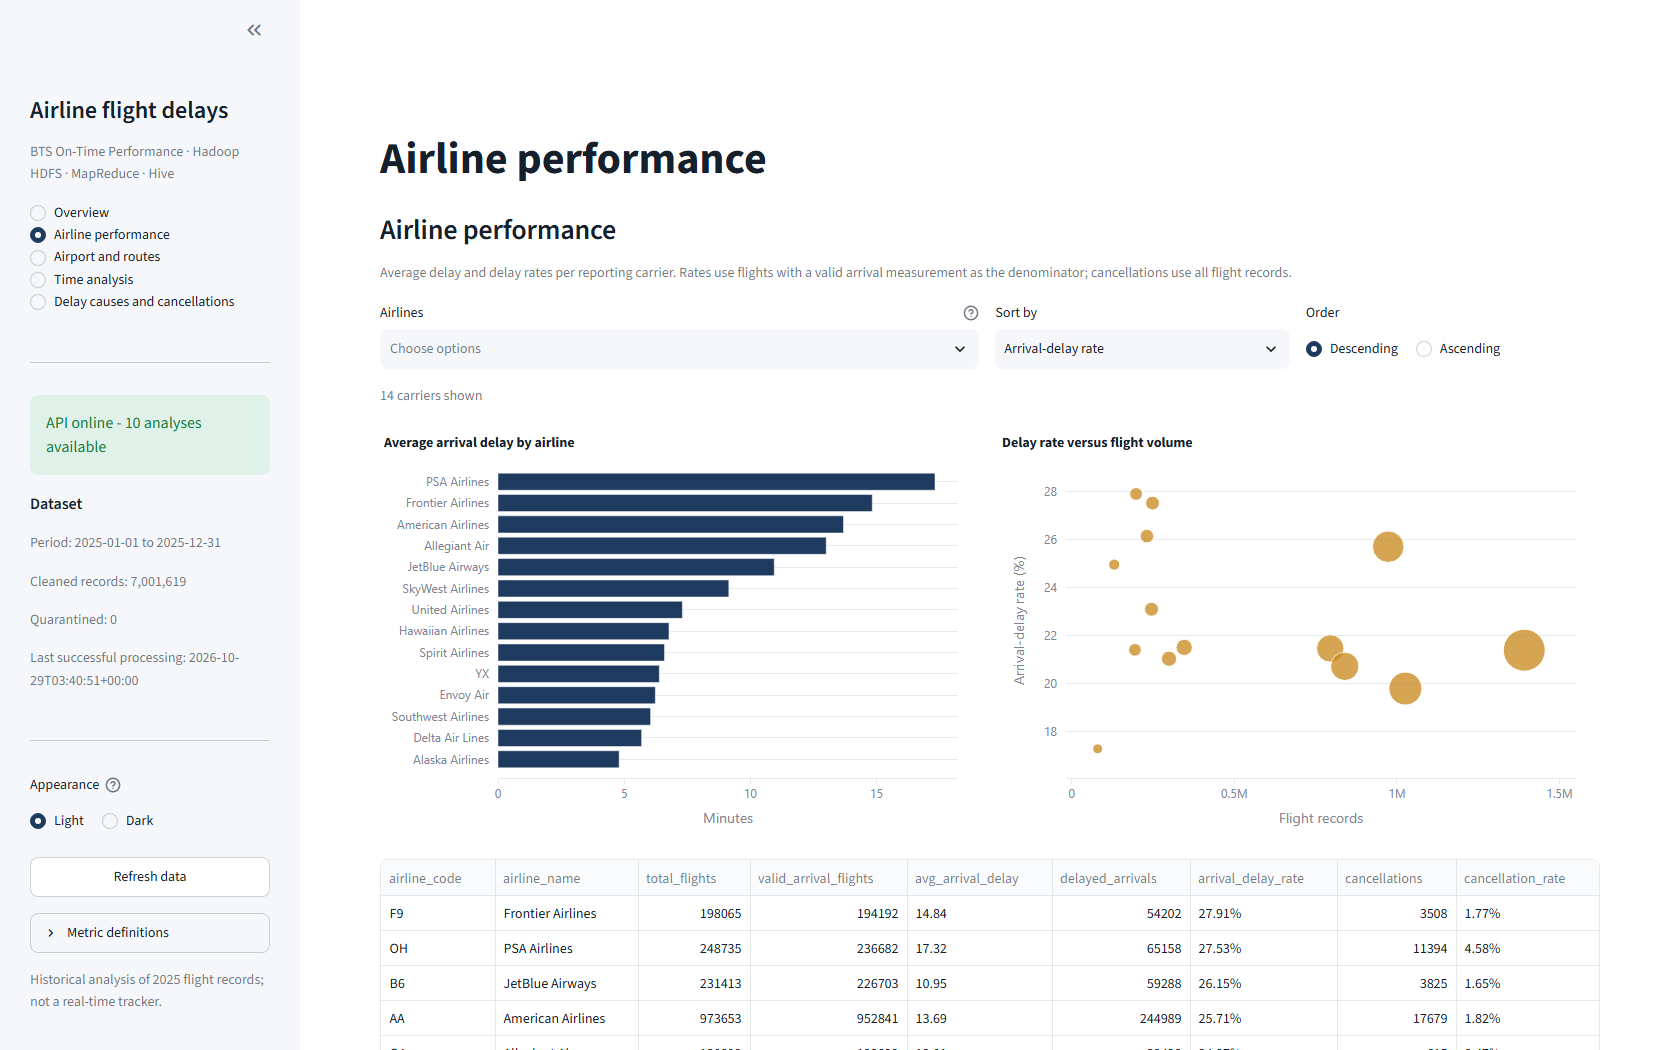 Airline flight delays
BTS On-Time Performance · Hadoop
HDFS · MapReduce · Hive
Overview
Airline performance
Airport and routes
Time analysis
Delay causes and cancellations
API online - 10 analyses
available
Dataset
Period: 2025-01-01 to 2025-12-31
Cleaned records: 7,001,619
Quarantined: 0
Last successful processing: 2026-10-
29T03:40:51+00:00
Appearance
Light Dark
Refresh data
Metric definitions
Historical analysis of 2025 flight records;
not a real-time tracker.
Airline performance
Airline performance
Average delay and delay rates per reporting carrier. Rates use flights with a valid arrival measurement as the denominator; cancellations use all flight records.
Airlines Sort by Order
Choose options Arrival-delay rate Descending Ascending
14 carriers shown
Average arrival delay by airline
PSA Airlines
Frontier Airlines
American Airlines
Allegiant Air
JetBlue Airways
SkyWest Airlines
United Airlines
Hawaiian Airlines
Spirit Airlines
YX
Envoy Air
Southwest Airlines
Delta Air Lines
Alaska Airlines
0 5 10 15
Minutes
Delay rate versus flight volume
Arrival-delay rate (%)
28
26
24
22
20
18
0 0.5M 1M 1.5M
Flight records
airline_code airline_name total_flights valid_arrival_flights avg_arrival_delay delayed_arrivals arrival_delay_rate cancellations cancellation_rate
F9 Frontier Airlines 198065 194192 14.84 54202 27.91% 3508 1.77%
OH PSA Airlines 248735 236682 17.32 65158 27.53% 11394 4.58%
B6 JetBlue Airways 231413 226703 10.95 59288 26.15% 3825 1.65%
AA American Airlines 973653 952841 13.69 244989 25.71% 17679 1.82%